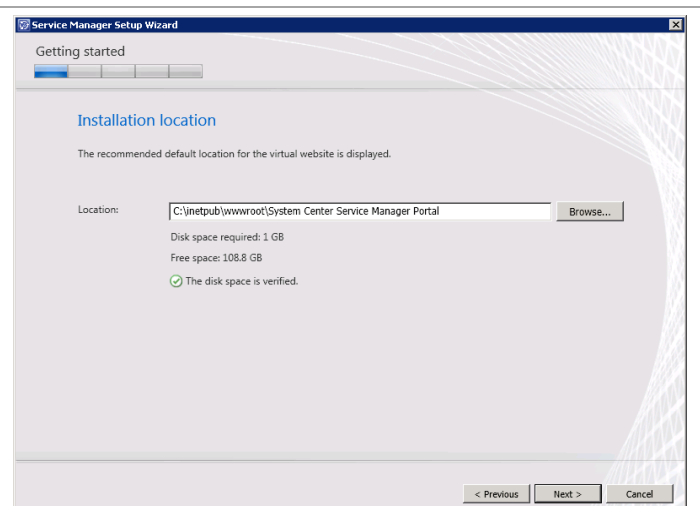 Service Manager Setup Wizard
Getting started
Installation location
The recommended default location for the virtual website is displayed.
Location: C:\inetpub\wwwroot\System Center Service Manager Portal Browse...
Disk space required: 1 GB
Free space: 108.8 GB
The disk space is verified.
< Previous Next > Cancel